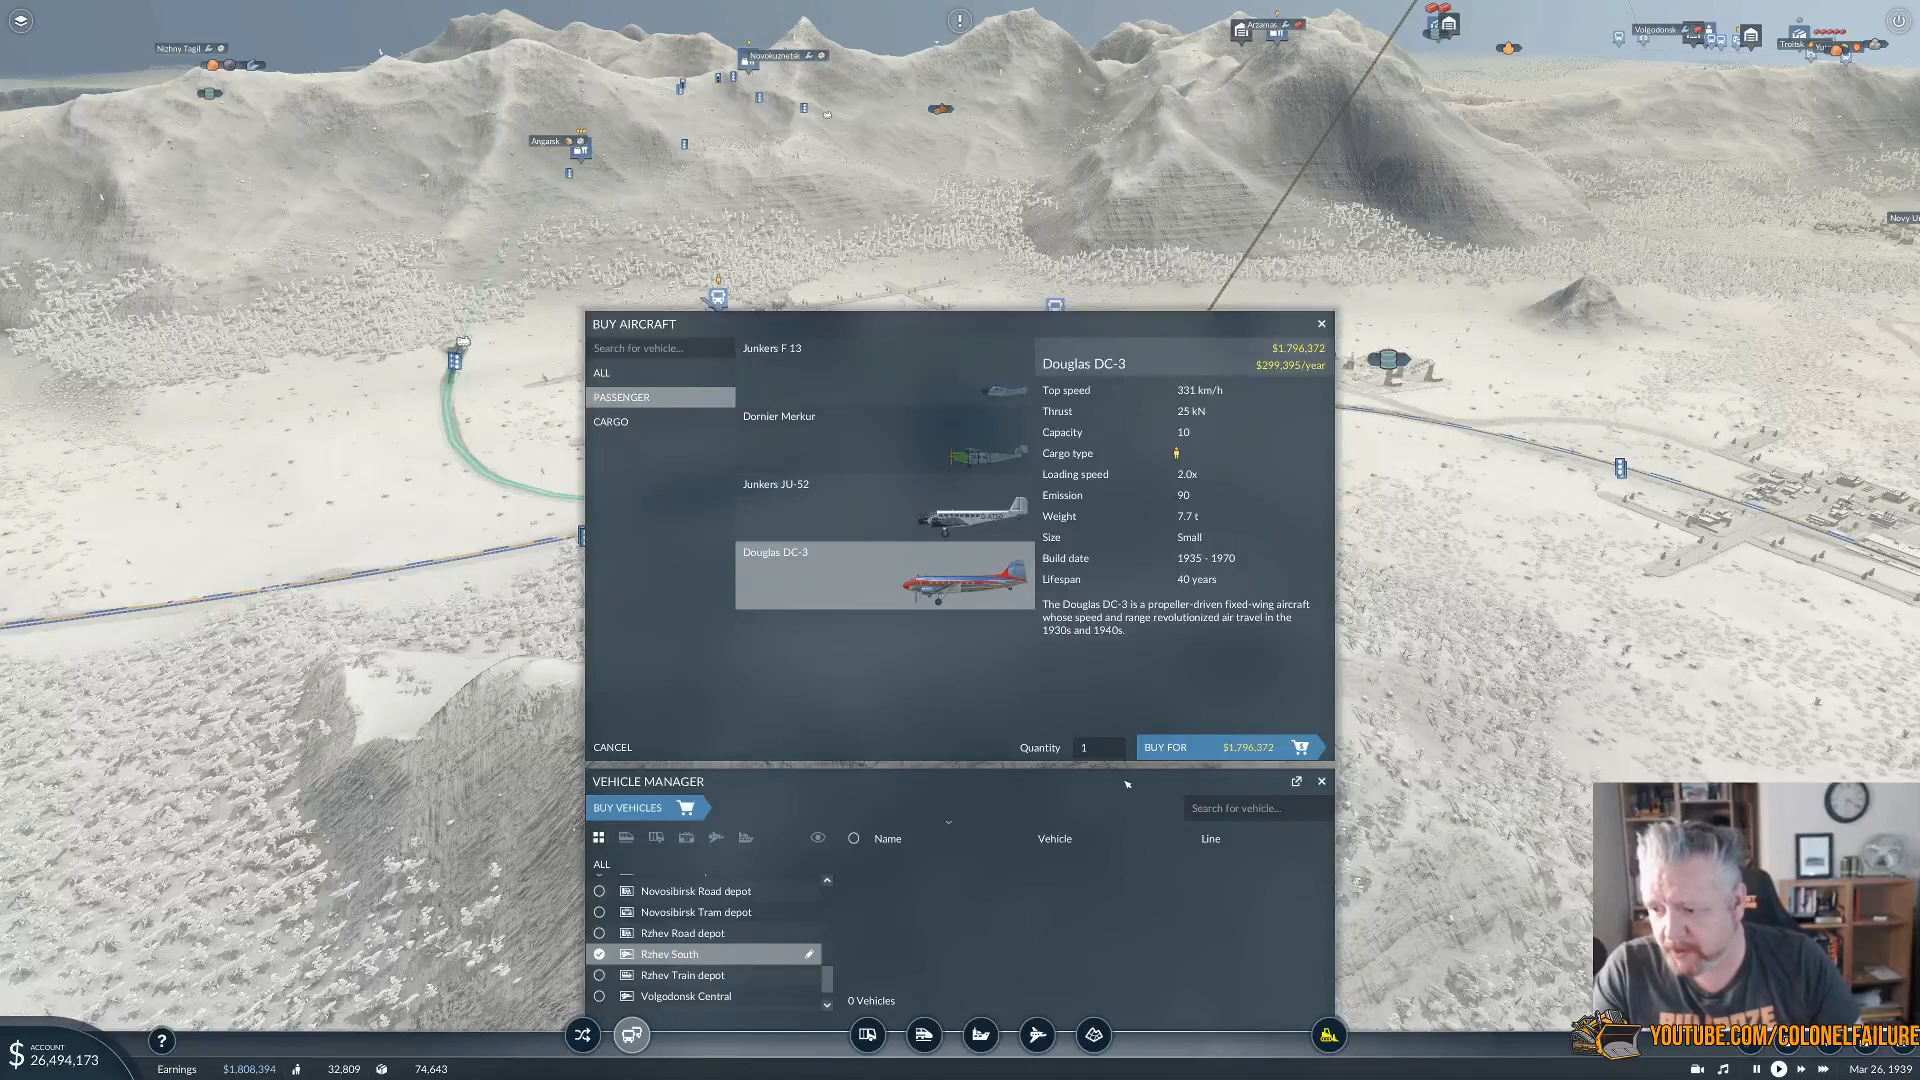 Nizhny Tagil
Novokuznetsk
Arzamas
Volgodonsk
Troitsk
Angarsk
BUY AIRCRAFT
Search for vehicle...
ALL
PASSENGER
CARGO
Junkers F 13
Dornier Merkur
Junkers JU-52
Douglas DC-3
$1,796,372
Douglas DC-3
$299,395/year
Top speed 331 km/h
Thrust 25 kN
Capacity 10
Cargo type
Loading speed 2.0x
Emission 90
Weight 7.7 t
Size Small
Build date 1935 - 1970
Lifespan 40 years
The Douglas DC-3 is a propeller-driven fixed-wing aircraft
whose speed and range revolutionized air travel in the
1930s and 1940s.
CANCEL
Quantity 1
BUY FOR $1,796,372
VEHICLE MANAGER
BUY VEHICLES
Search for vehicle...
Name Vehicle Line
ALL
Novosibirsk Road depot
Novosibirsk Tram depot
Rzhev Road depot
Rzhev South
Rzhev Train depot
Volgodonsk Central
0 Vehicles
?
$ ACCOUNT
26,494,173
Earnings $1,808,394 32,809 74,643
YOUTUBE.COM/COLONELFAILURE
Mar 26, 1939